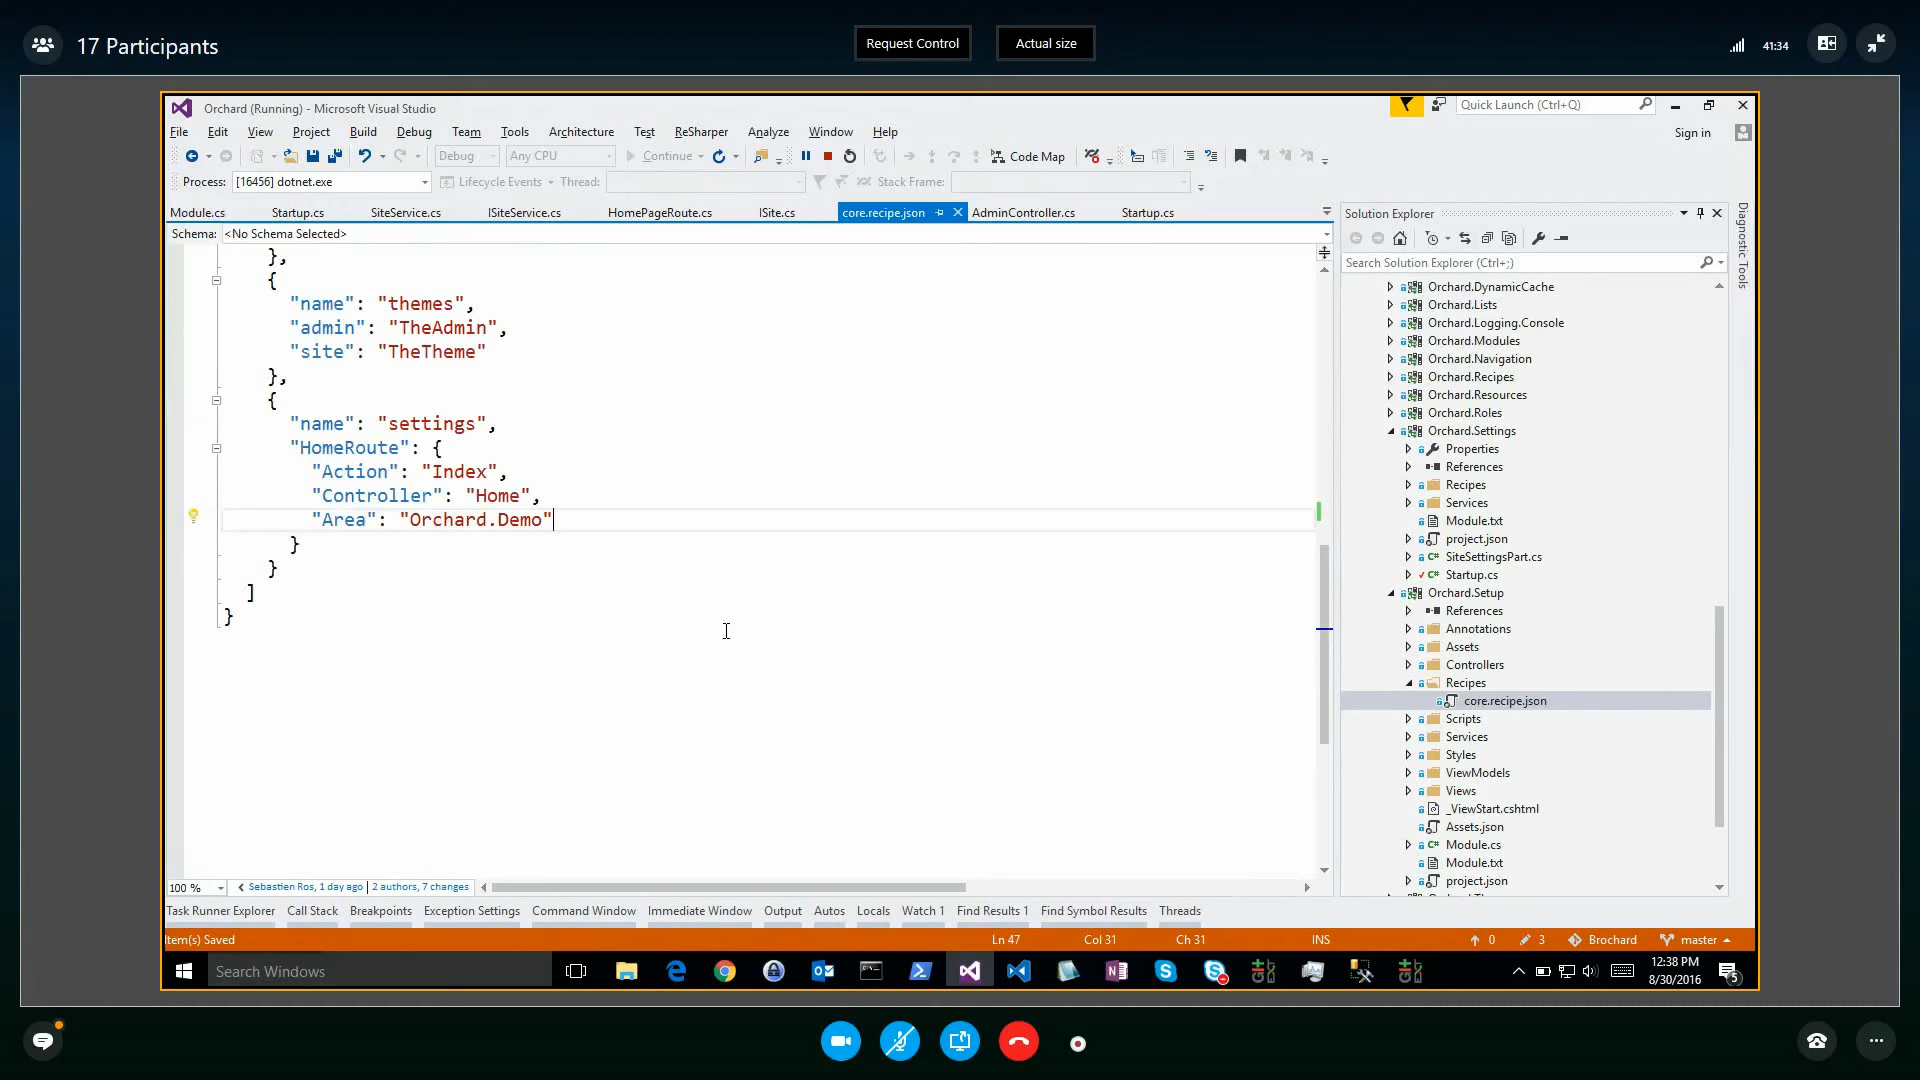 17 Participants
Request Control
Actual size
41:34
Orchard (Running) - Microsoft Visual Studio
Quick Launch (Ctrl+Q)
File Edit View Project Build Debug Team Tools Architecture Test ReSharper Analyze Window Help
Sign in
Debug Any CPU Continue Code Map
Process: [16456] dotnet.exe Lifecycle Events Thread: Stack Frame:
Module.cs Startup.cs SiteService.cs ISiteService.cs HomePageRoute.cs ISite.cs core.recipe.json AdminController.cs Startup.cs
Schema: <No Schema Selected>
},
{
"name": "themes",
"admin": "TheAdmin",
"site": "TheTheme"
},
{
"name": "settings",
"HomeRoute": {
"Action": "Index",
"Controller": "Home",
"Area": "Orchard.Demo"
}
}
]
}
Solution Explorer
Search Solution Explorer (Ctrl+;)
Orchard.DynamicCache
Orchard.Lists
Orchard.Logging.Console
Orchard.Modules
Orchard.Navigation
Orchard.Recipes
Orchard.Resources
Orchard.Roles
Orchard.Settings
Properties
References
Recipes
Services
Module.txt
project.json
SiteSettingsPart.cs
Startup.cs
Orchard.Setup
References
Annotations
Assets
Controllers
Recipes
core.recipe.json
Scripts
Services
Styles
ViewModels
Views
_ViewStart.cshtml
Assets.json
Module.cs
Module.txt
project.json
Diagnostic Tools
100 % Sebastien Ros, 1 day ago | 2 authors, 7 changes
Task Runner Explorer Call Stack Breakpoints Exception Settings Command Window Immediate Window Output Autos Locals Watch 1 Find Results 1 Find Symbol Results Threads
Item(s) Saved Ln 47 Col 31 Ch 31 INS 0 3 Brochard master
Search Windows
12:38 PM
8/30/2016
5